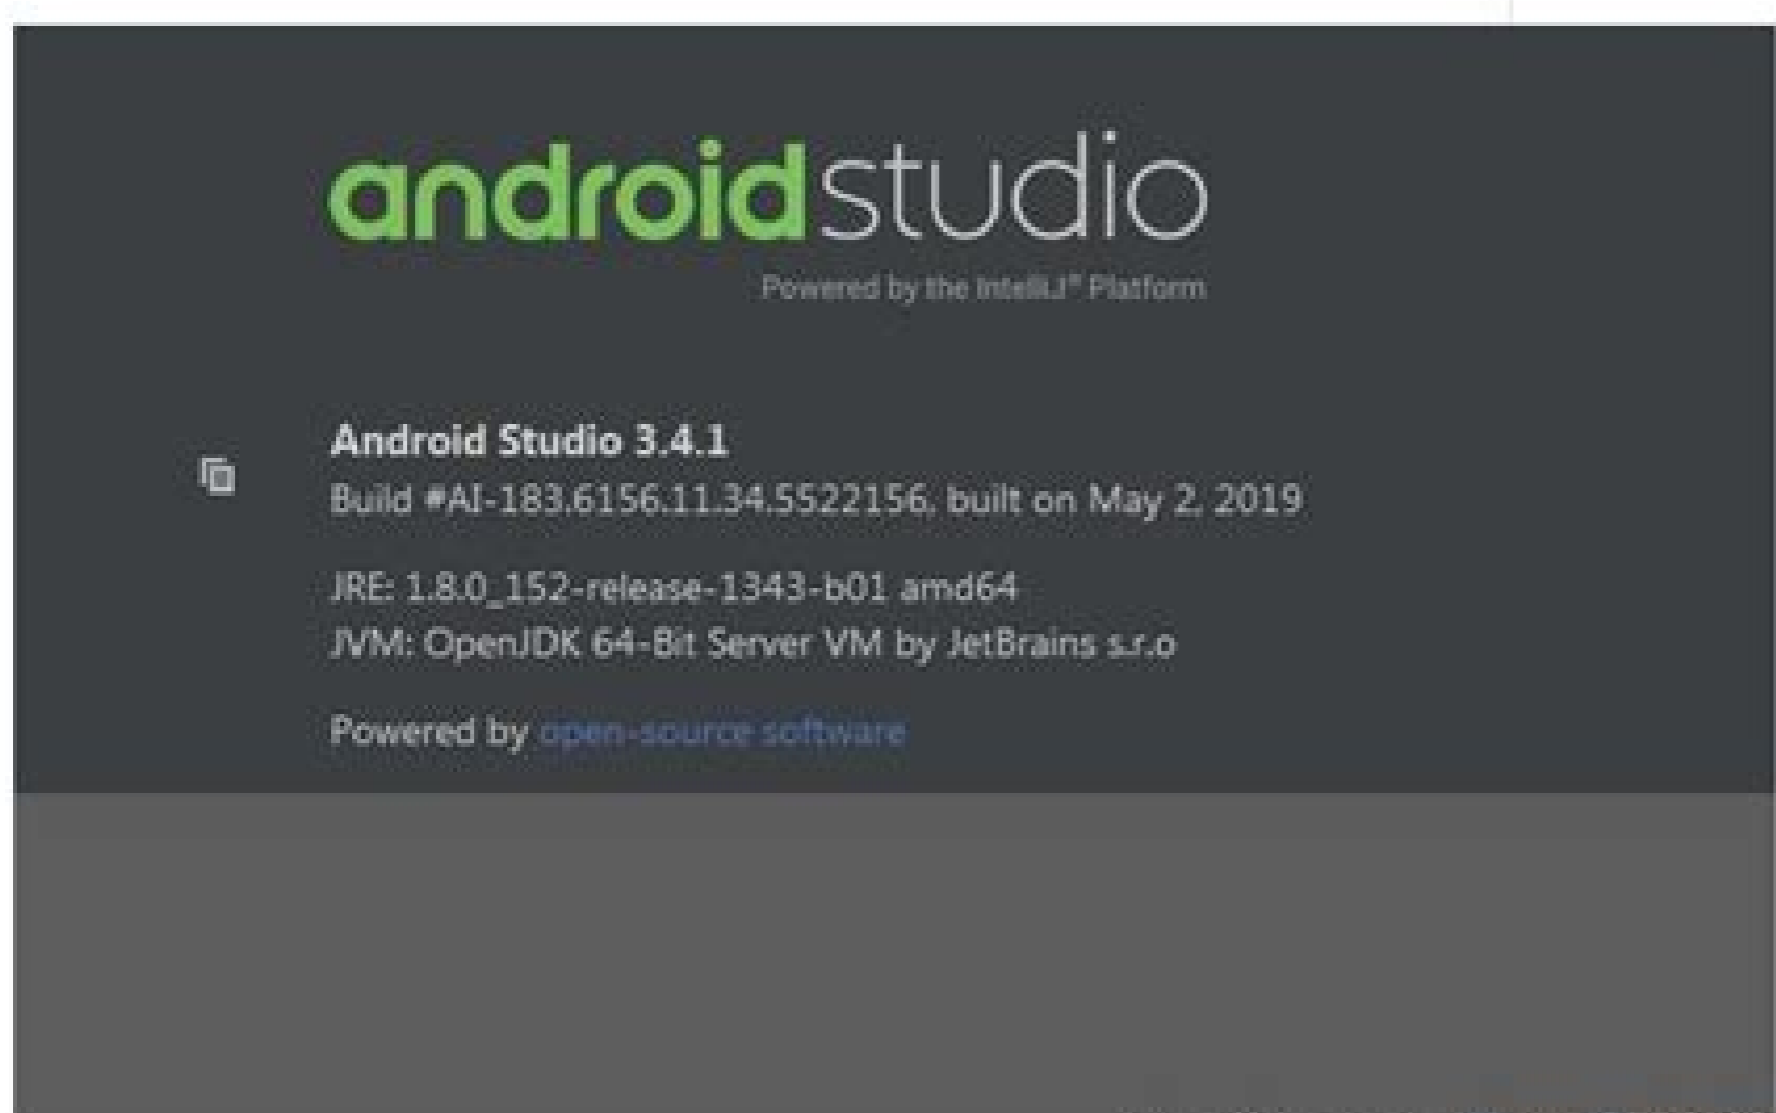 androidstudio
Powered by the IntelliJ® Platform
Android Studio 3.4.1
Build #AI-183.6156.11.34.5522156, built on May 2, 2019
JRE: 1.8.0_152-release-1343-b01 amd64
JVM: OpenJDK 64-Bit Server VM by JetBrains s.r.o
Powered by open-source software